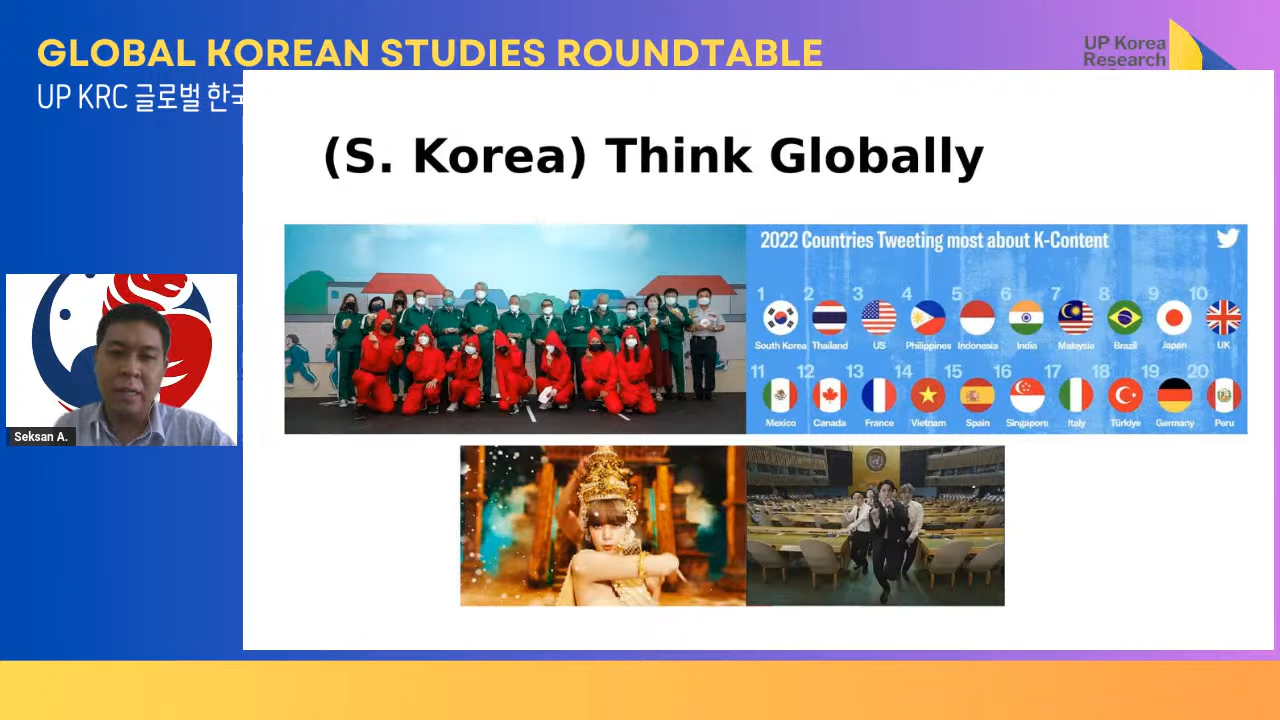 GLOBAL KOREAN STUDIES ROUNDTABLE
UP KRC 글로벌 한국
UP Korea
Research
(S. Korea) Think Globally
2022 Countries Tweeting most about K-Content
1 2 3 4 5 6 7 8 9 10
South Korea Thailand US Philippines Indonesia India Malaysia Brazil Japan UK
11 12 13 14 15 16 17 18 19 20
Mexico Canada France Vietnam Spain Singapore Italy Türkiye Germany Peru
Seksan A.